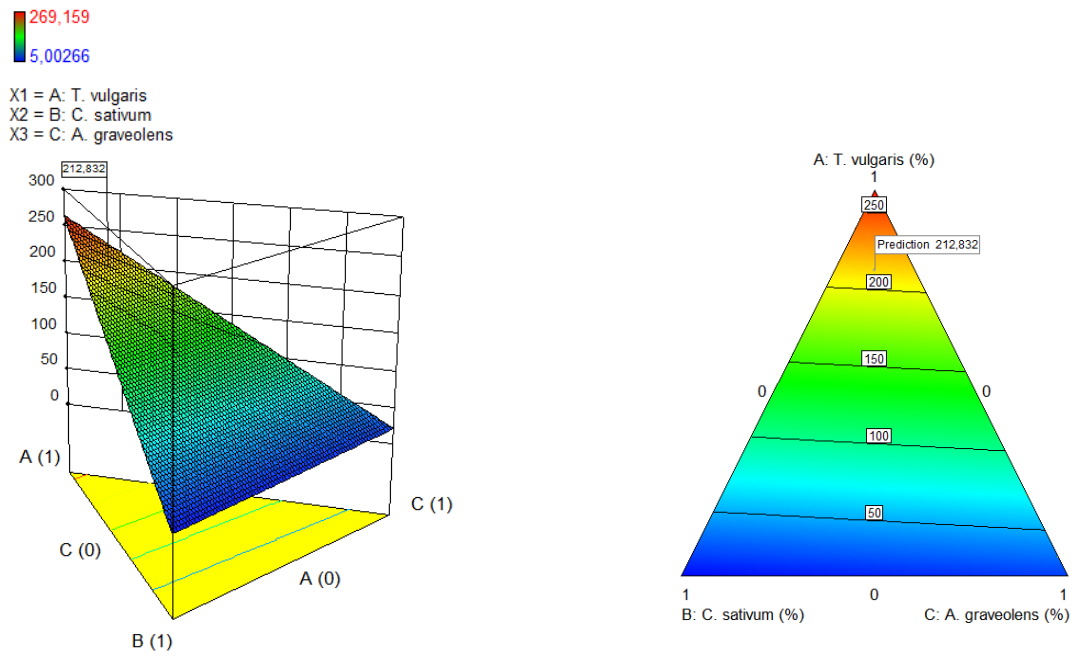 269,159
5,00266
X1 = A: T. vulgaris
X2 = B: C. sativum
X3 = C: A. graveolens
212,832
300
250
200
150
100
50
0
A (1)
C (1)
C (0)
A (0)
B (1)
A: T. vulgaris (%)
1
250
Prediction 212,832
200
150
0
0
100
50
1
0
1
B: C. sativum (%)
C: A. graveolens (%)